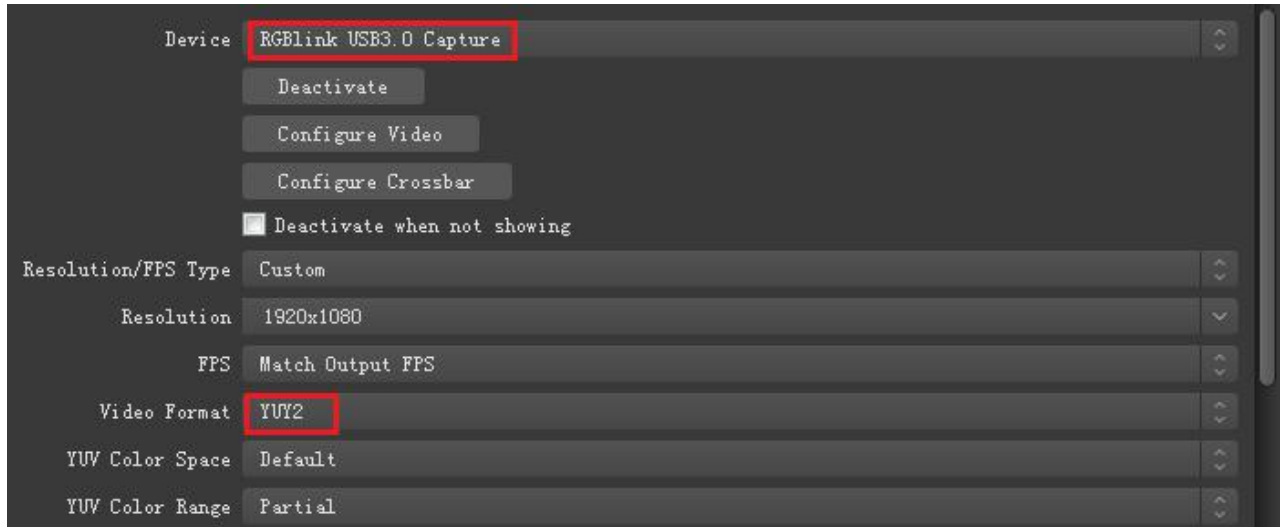 Device RGBlink USB3.0 Capture
Deactivate
Configure Video
Configure Crossbar
Deactivate when not showing
Resolution/FPS Type Custom
Resolution 1920x1080
FPS Match Output FPS
Video Format YUY2
YUV Color Space Default
YUV Color Range Partial